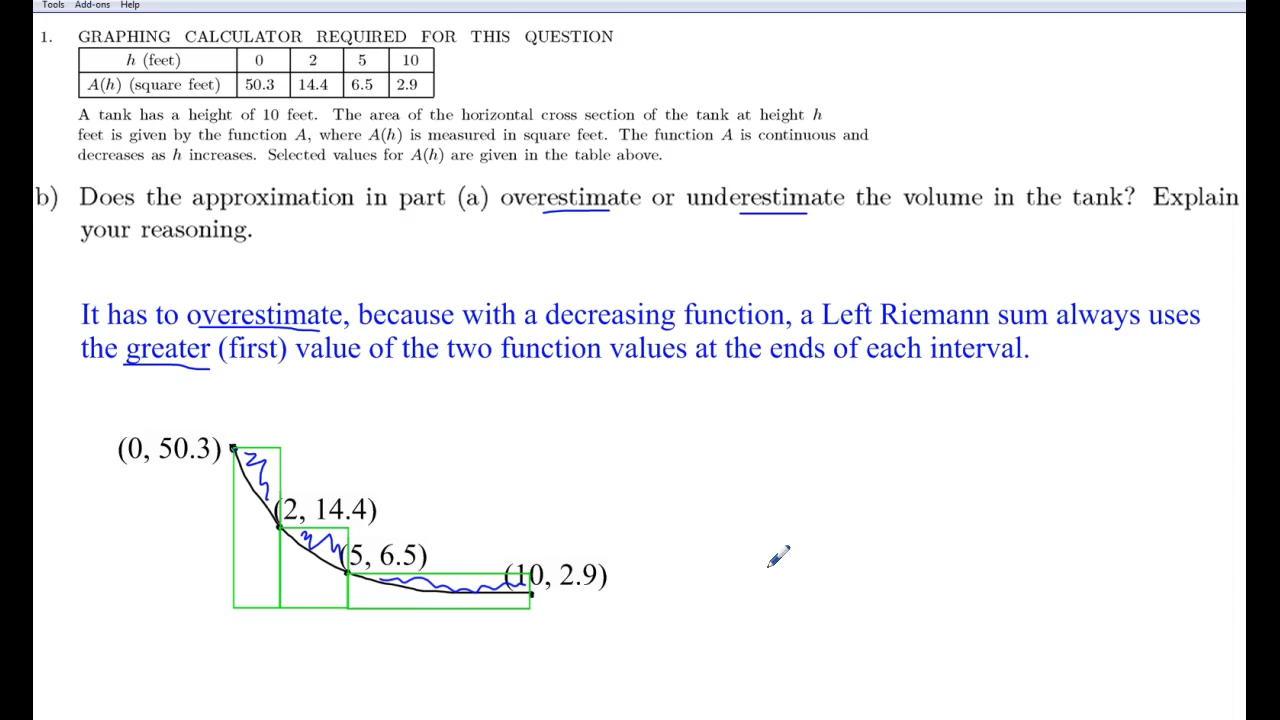 Tools Add-ons Help
1. GRAPHING CALCULATOR REQUIRED FOR THIS QUESTION
h (feet) 0 2 5 10
A(h) (square feet) 50.3 14.4 6.5 2.9
A tank has a height of 10 feet. The area of the horizontal cross section of the tank at height h
feet is given by the function A, where A(h) is measured in square feet. The function A is continuous and
decreases as h increases. Selected values for A(h) are given in the table above.
b) Does the approximation in part (a) overestimate or underestimate the volume in the tank? Explain
your reasoning.
It has to overestimate, because with a decreasing function, a Left Riemann sum always uses
the greater (first) value of the two function values at the ends of each interval.
(0, 50.3)
(2, 14.4)
(5, 6.5)
(10, 2.9)